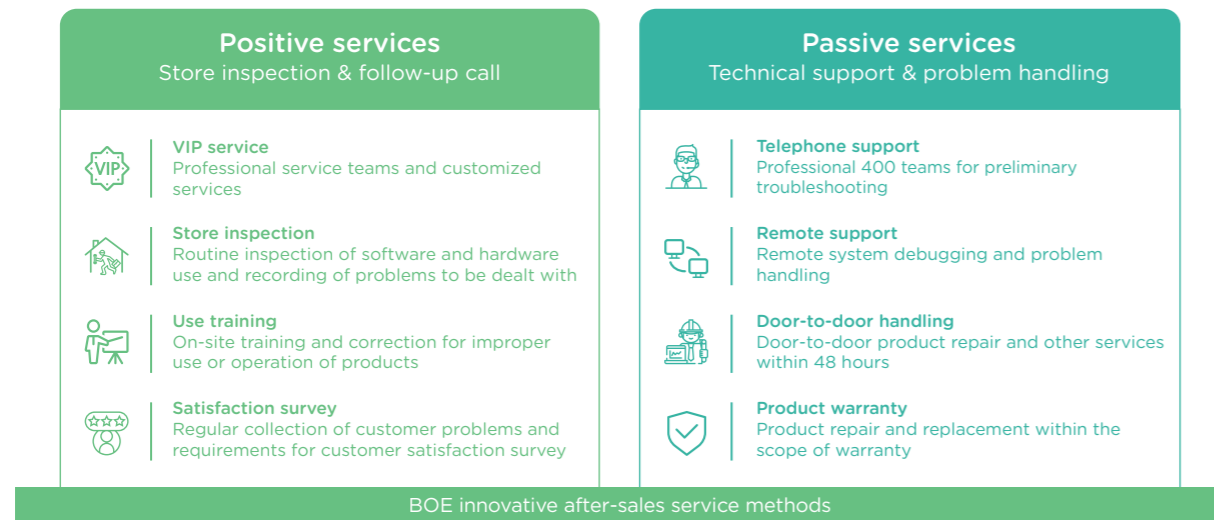 Positive services
Store inspection & follow-up call
VIP
VIP service
Professional service teams and customized
services
Store inspection
Routine inspection of software and hardware
use and recording of problems to be dealt with
Use training
On-site training and correction for improper
use or operation of products
Satisfaction survey
Regular collection of customer problems and
requirements for customer satisfaction survey
Passive services
Technical support & problem handling
Telephone support
Professional 400 teams for preliminary
troubleshooting
Remote support
Remote system debugging and problem
handling
Door-to-door handling
Door-to-door product repair and other services
within 48 hours
Product warranty
Product repair and replacement within the
scope of warranty
BOE innovative after-sales service methods